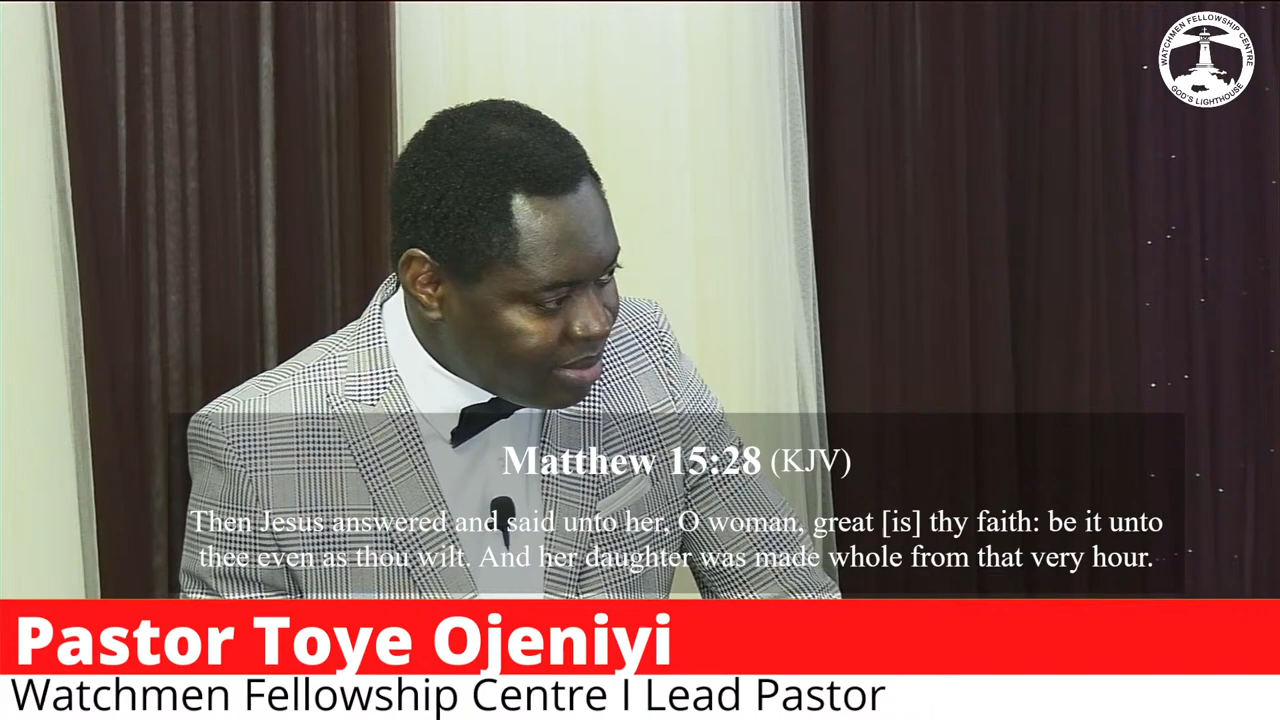 WATCHMEN FELLOWSHIP CENTRE
GOD'S LIGHTHOUSE
Matthew 15:28 (KJV)
Then Jesus answered and said unto her, O woman, great [is] thy faith: be it unto
thee even as thou wilt. And her daughter was made whole from that very hour.
Pastor Toye Ojeniyi
Watchmen Fellowship Centre I Lead Pastor